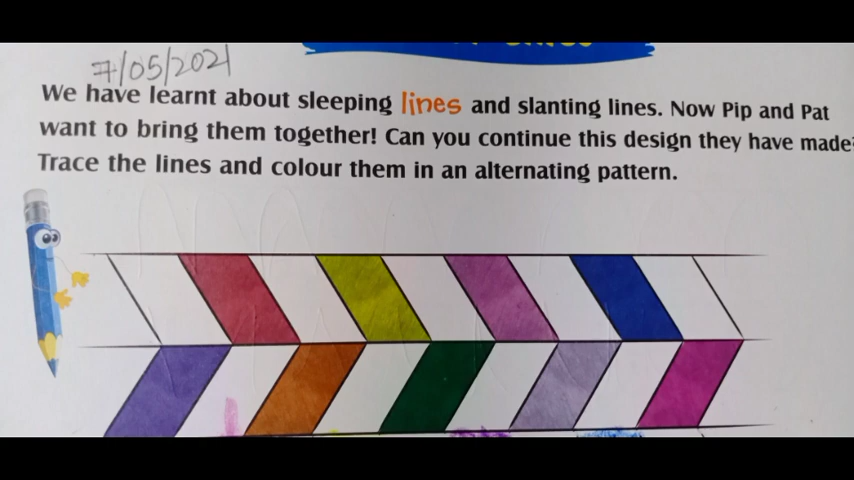 7/05/2021
We have learnt about sleeping lines and slanting lines. Now Pip and Pat
want to bring them together! Can you continue this design they have made?
Trace the lines and colour them in an alternating pattern.